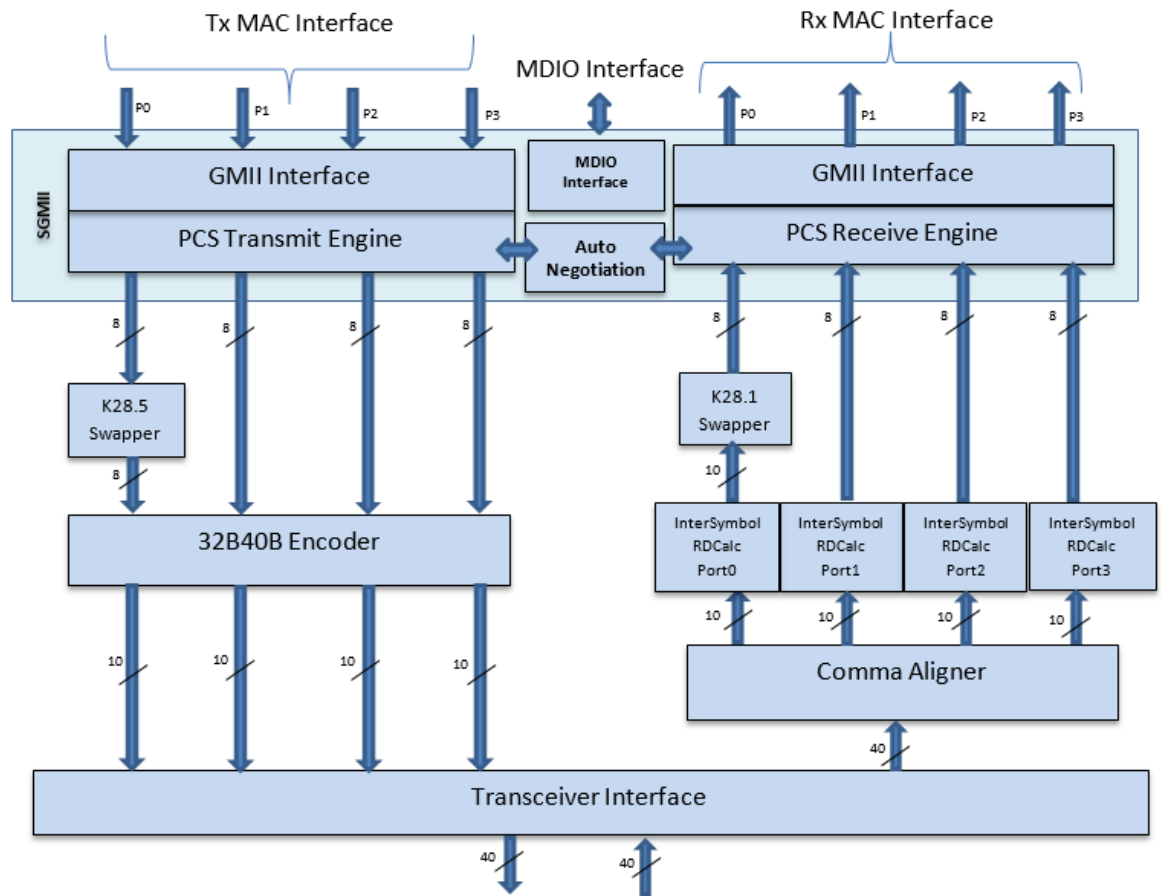 Tx MAC Interface
Rx MAC Interface
MDIO Interface
P0
P1
P2
P3
P0
P1
P2
P3
SGMII
GMII Interface
PCS Transmit Engine
MDIO
Interface
Auto
Negotiation
GMII Interface
PCS Receive Engine
8
8
8
8
8
8
8
8
K28.5
Swapper
K28.1
Swapper
8
10
32B40B Encoder
InterSymbol
RDCalc
Port0
InterSymbol
RDCalc
Port1
InterSymbol
RDCalc
Port2
InterSymbol
RDCalc
Port3
10
10
10
10
10
10
10
10
Comma Aligner
40
Transceiver Interface
40
40